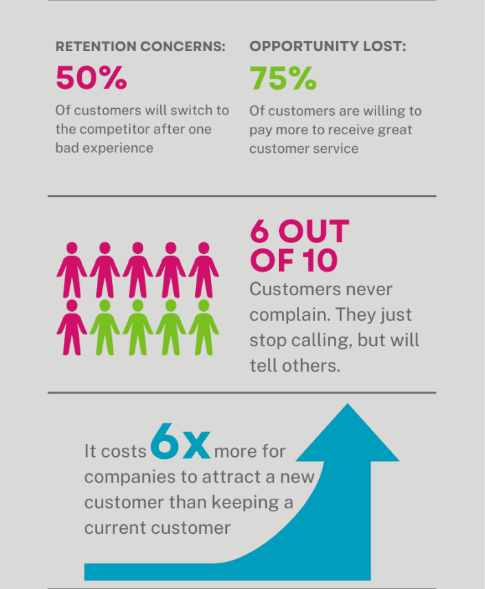 RETENTION CONCERNS:
50%
Of customers will switch to
the competitor after one
bad experience
OPPORTUNITY LOST:
75%
Of customers are willing to
pay more to receive great
customer service
6 OUT
OF 10
Customers never
complain. They just
stop calling, but will
tell others.
It costs 6x more for
companies to attract a new
customer than keeping a
current customer